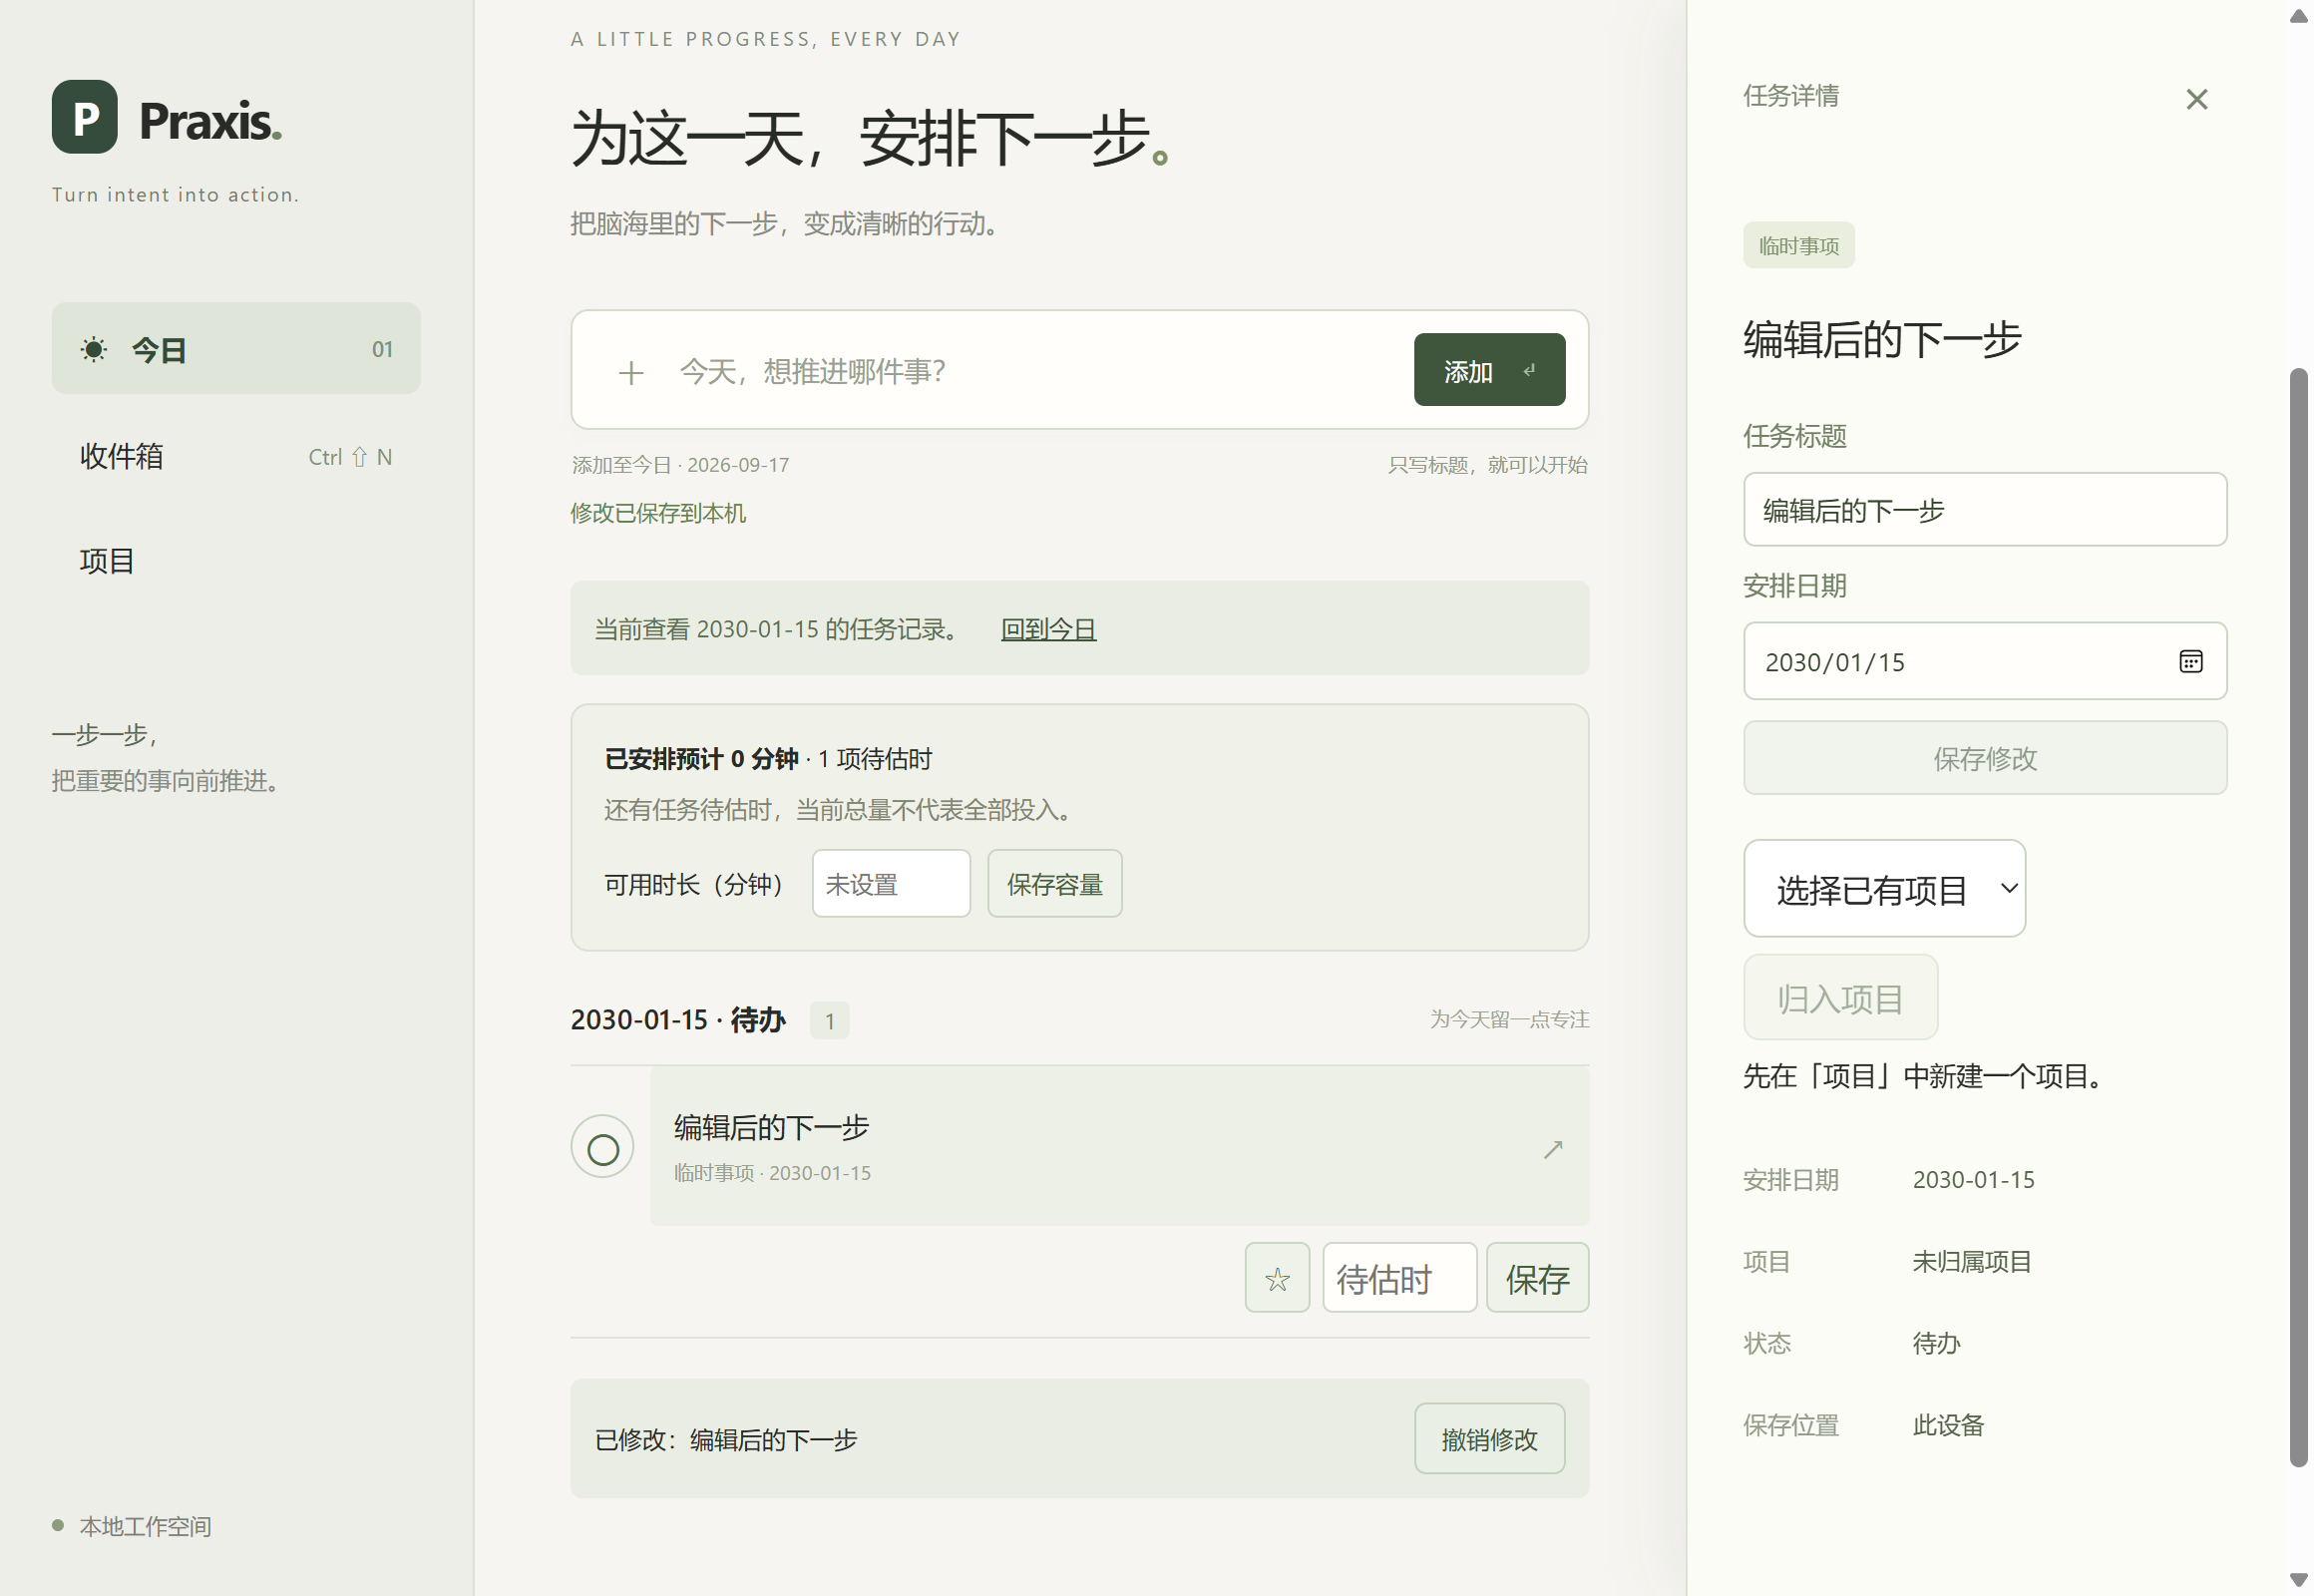 P Praxis.
Turn intent into action.
今日 01
收件箱 Ctrl ⇧ N
项目
一步一步，
把重要的事向前推进。
本地工作空间
A LITTLE PROGRESS, EVERY DAY
为这一天，安排下一步。
把脑海里的下一步，变成清晰的行动。
今天，想推进哪件事？
添加 ↵
添加至今日 · 2026-09-17 只写标题，就可以开始
修改已保存到本机
当前查看 2030-01-15 的任务记录。 回到今日
已安排预计 0 分钟 · 1 项待估时
还有任务待估时，当前总量不代表全部投入。
可用时长（分钟） 未设置 保存容量
2030-01-15 · 待办 1 为今天留一点专注
编辑后的下一步
临时事项 · 2030-01-15
☆ 待估时 保存
已修改：编辑后的下一步 撤销修改
任务详情
临时事项
编辑后的下一步
任务标题
编辑后的下一步
安排日期
2030/01/15
保存修改
选择已有项目
归入项目
先在「项目」中新建一个项目。
安排日期 2030-01-15
项目 未归属项目
状态 待办
保存位置 此设备